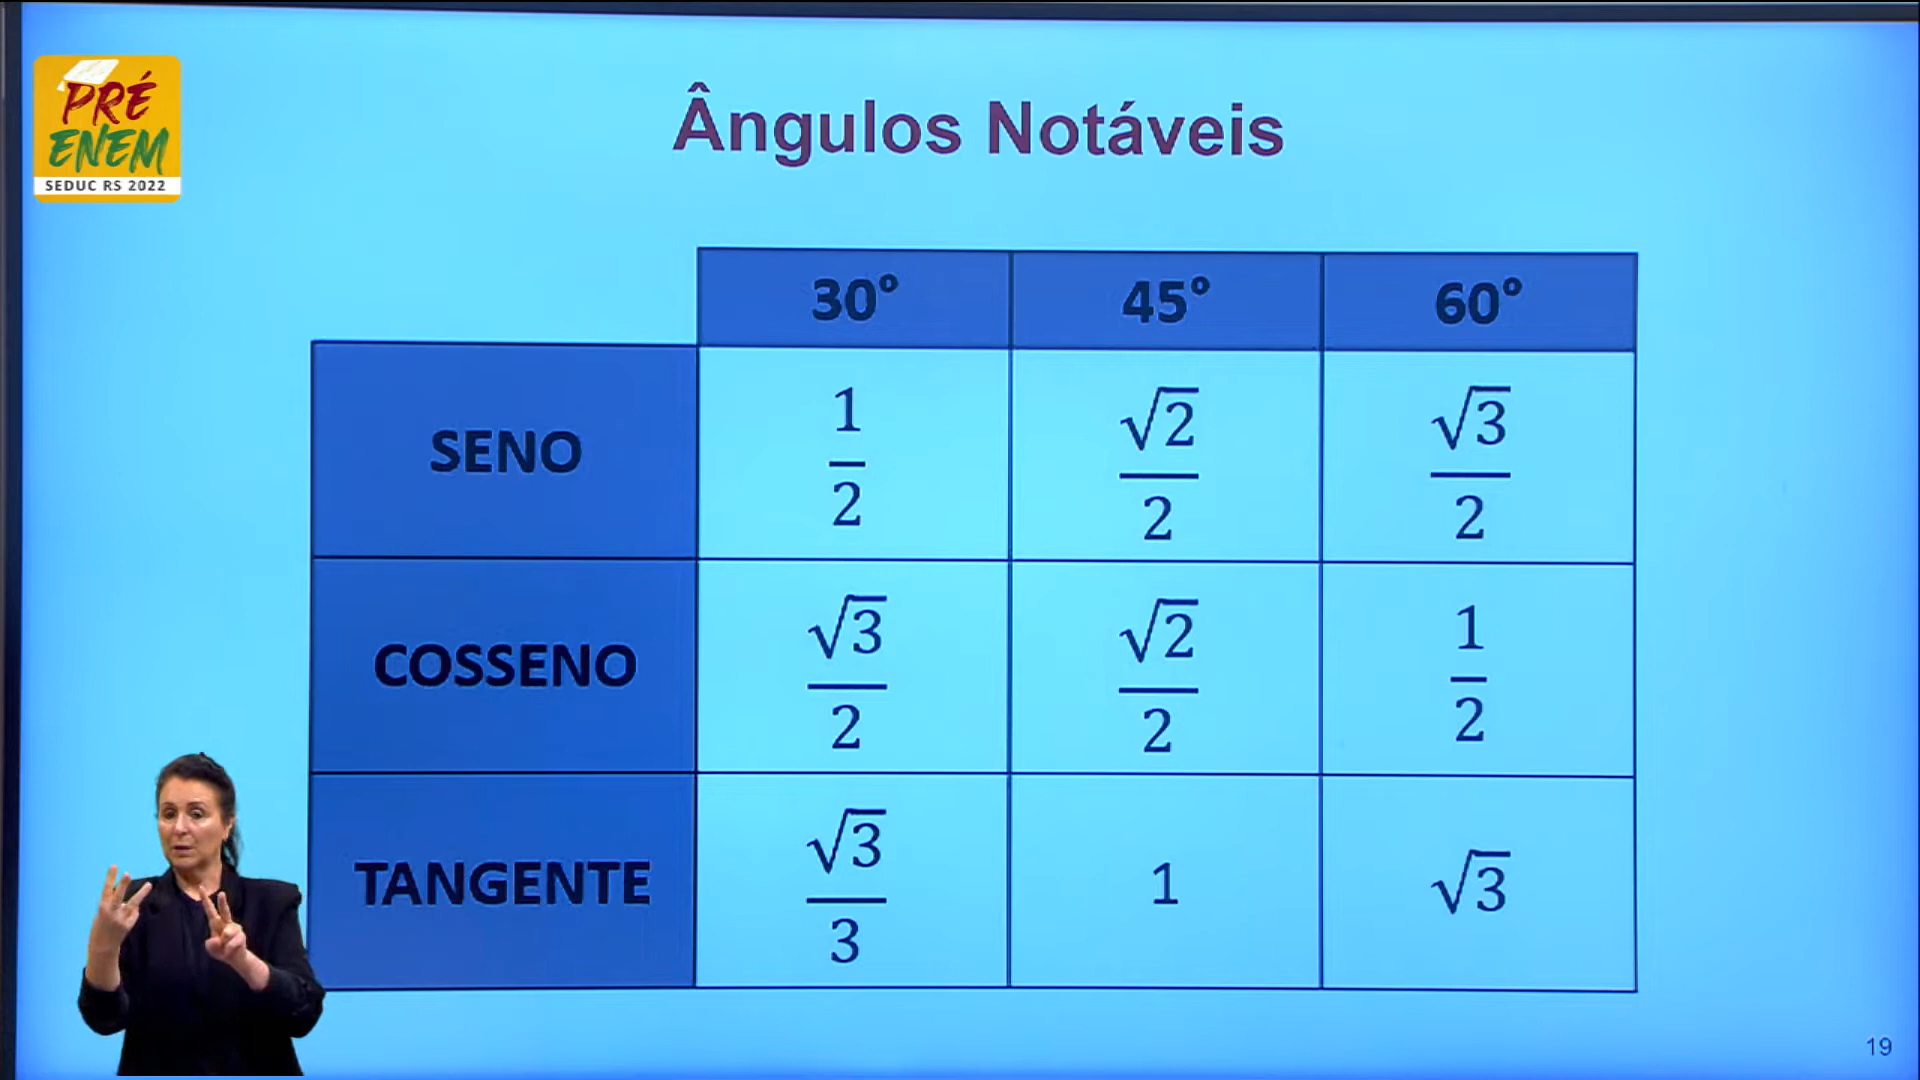 PRÉ
ENEM
SEDUC RS 2022
Ângulos Notáveis
30° 45° 60°
SENO 1/2 √2/2 √3/2
COSSENO √3/2 √2/2 1/2
TANGENTE √3/3 1 √3
19